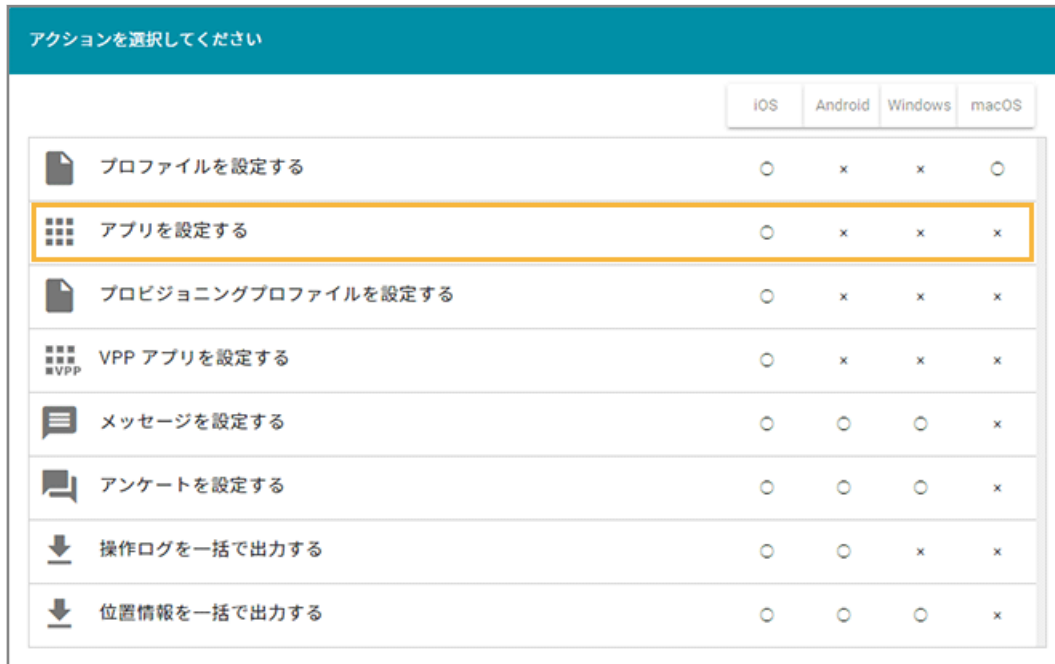 アクションを選択してください
iOS Android Windows macOS
プロファイルを設定する ○ × × ○
アプリを設定する ○ × × ×
プロビジョニングプロファイルを設定する ○ × × ×
VPP VPP アプリを設定する ○ × × ×
メッセージを設定する ○ ○ ○ ×
アンケートを設定する ○ ○ ○ ×
操作ログを一括で出力する ○ ○ × ×
位置情報を一括で出力する ○ ○ ○ ×